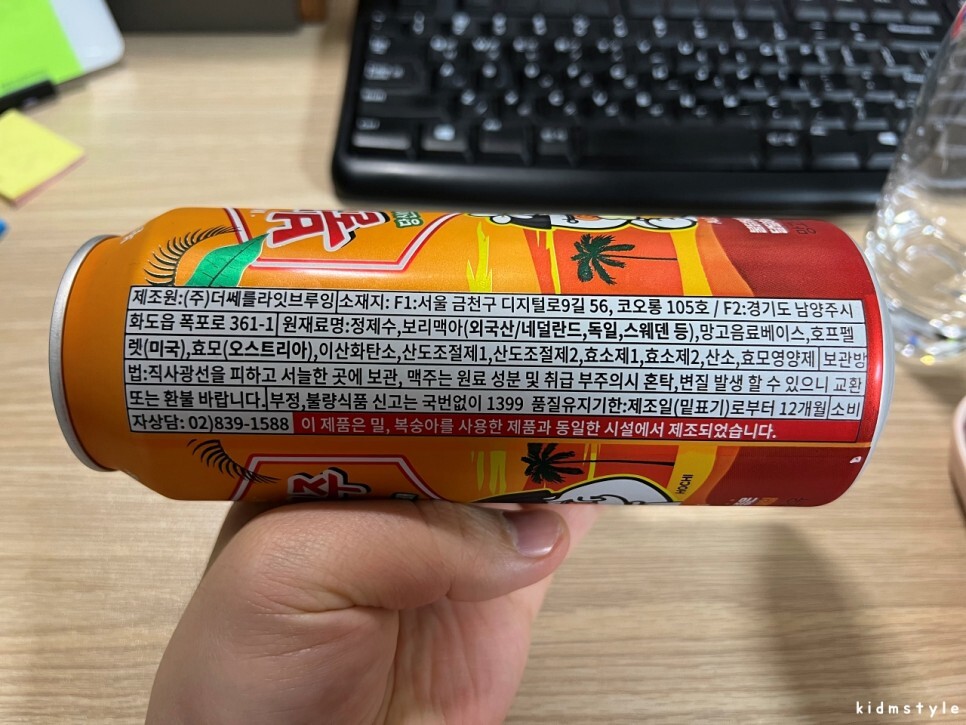 제조원:(주)더쎄를라잇브루잉|소재지: F1:서울 금천구 디지털로9길 56, 코오롱 105호 / F2:경기도 남양주시
화도읍 폭포로 361-1 | 원재료명:정제수,보리맥아(외국산/네덜란드,독일,스웨덴 등),망고음료베이스,호프펠
렛(미국),효모(오스트리아),이산화탄소,산도조절제1,산도조절제2,효소제1,효소제2,산소,효모영양제 | 보관방
법:직사광선을 피하고 서늘한 곳에 보관, 맥주는 원료 성분 및 취급 부주의시 혼탁,변질 발생 할 수 있으니 교환
또는 환불 바랍니다.| 부정,불량식품 신고는 국번없이 1399 품질유지기한:제조일(밑표기)로부터 12개월|소비
자상담: 02)839-1588 이 제품은 밀, 복숭아를 사용한 제품과 동일한 시설에서 제조되었습니다.
HOCHI
kidmstyle